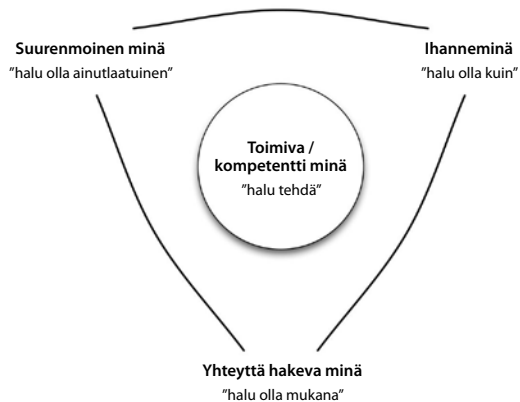 Suurenmoinen minä
”halu olla ainutlaatuinen”
Ihanneminä
”halu olla kuin”
Toimiva /
kompetentti minä
”halu tehdä”
Yhteyttä hakeva minä
”halu olla mukana”